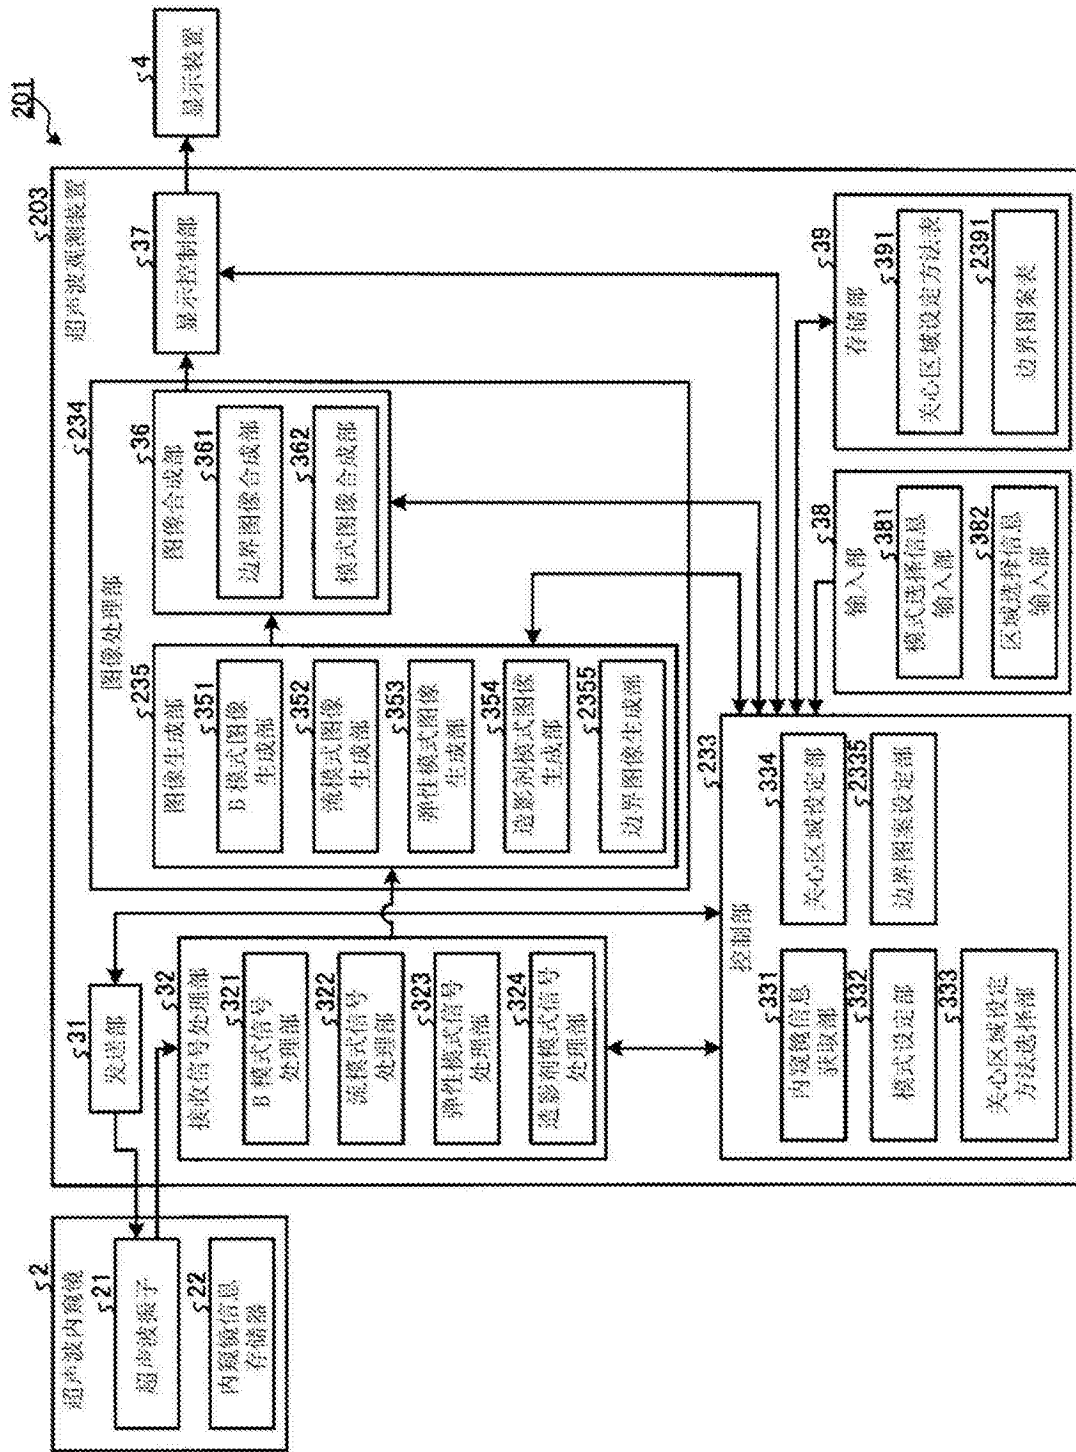 201
2
超声波内窥镜
21
超声波振子
22
内窥镜信息
存储器
203
超声波观测装置
31
发送部
32
接收信号处理部
321
B模式信号
处理部
322
流模式信号
处理部
323
弹性模式信号
处理部
324
造影剂模式信号
处理部
234
图像处理部
235
图像生成部
351
B模式图像
生成部
352
流模式图像
生成部
353
弹性模式图像
生成部
354
造影剂模式图像
生成部
2355
边界图像生成部
36
图像合成部
361
边界图像合成部
362
模式图像合成部
37
显示控制部
4
显示装置
233
控制部
331
内窥镜信息
获取部
332
模式设定部
333
关心区域设定
方法选择部
334
关心区域设定部
2335
边界图案设定部
38
输入部
381
模式选择信息
输入部
382
区域选择信息
输入部
39
存储部
391
关心区域设定方法表
2391
边界图案表